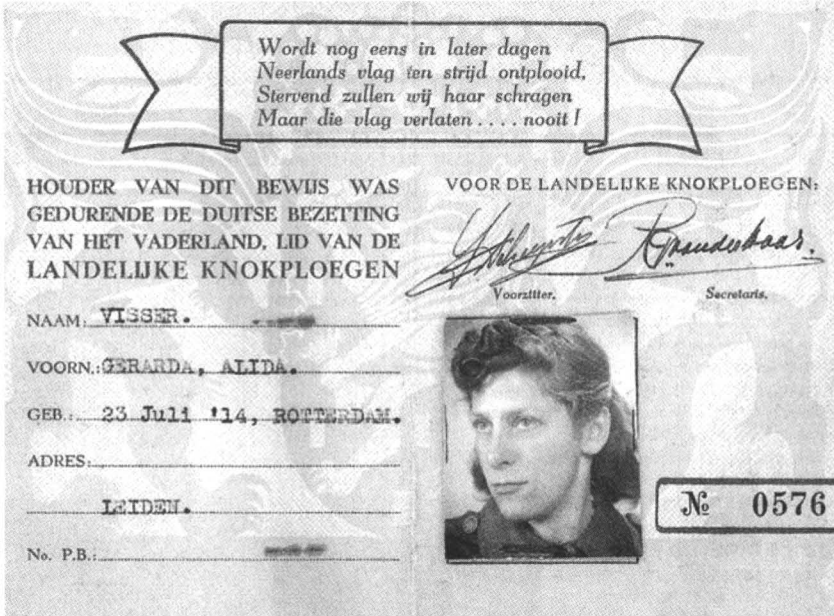 Wordt nog eens in later dagen
Neerlands vlag ten strijd ontplooid,
Stervend zullen wij haar schragen
Maar die vlag verlaten . . . . nooit !
HOUDER VAN DIT BEWIJS WAS
GEDURENDE DE DUITSE BEZETTING
VAN HET VADERLAND, LID VAN DE
LANDELIJKE KNOKPLOEGEN
NAAM: VISSER.
VOORN.: GERARDA, ALIDA.
GEB.: 23 Juli '14, ROTTERDAM.
ADRES:
LEIDEN.
No. P.B.:
VOOR DE LANDELIJKE KNOKPLOEGEN:
Voorzitter. Secretaris.
№ 0576